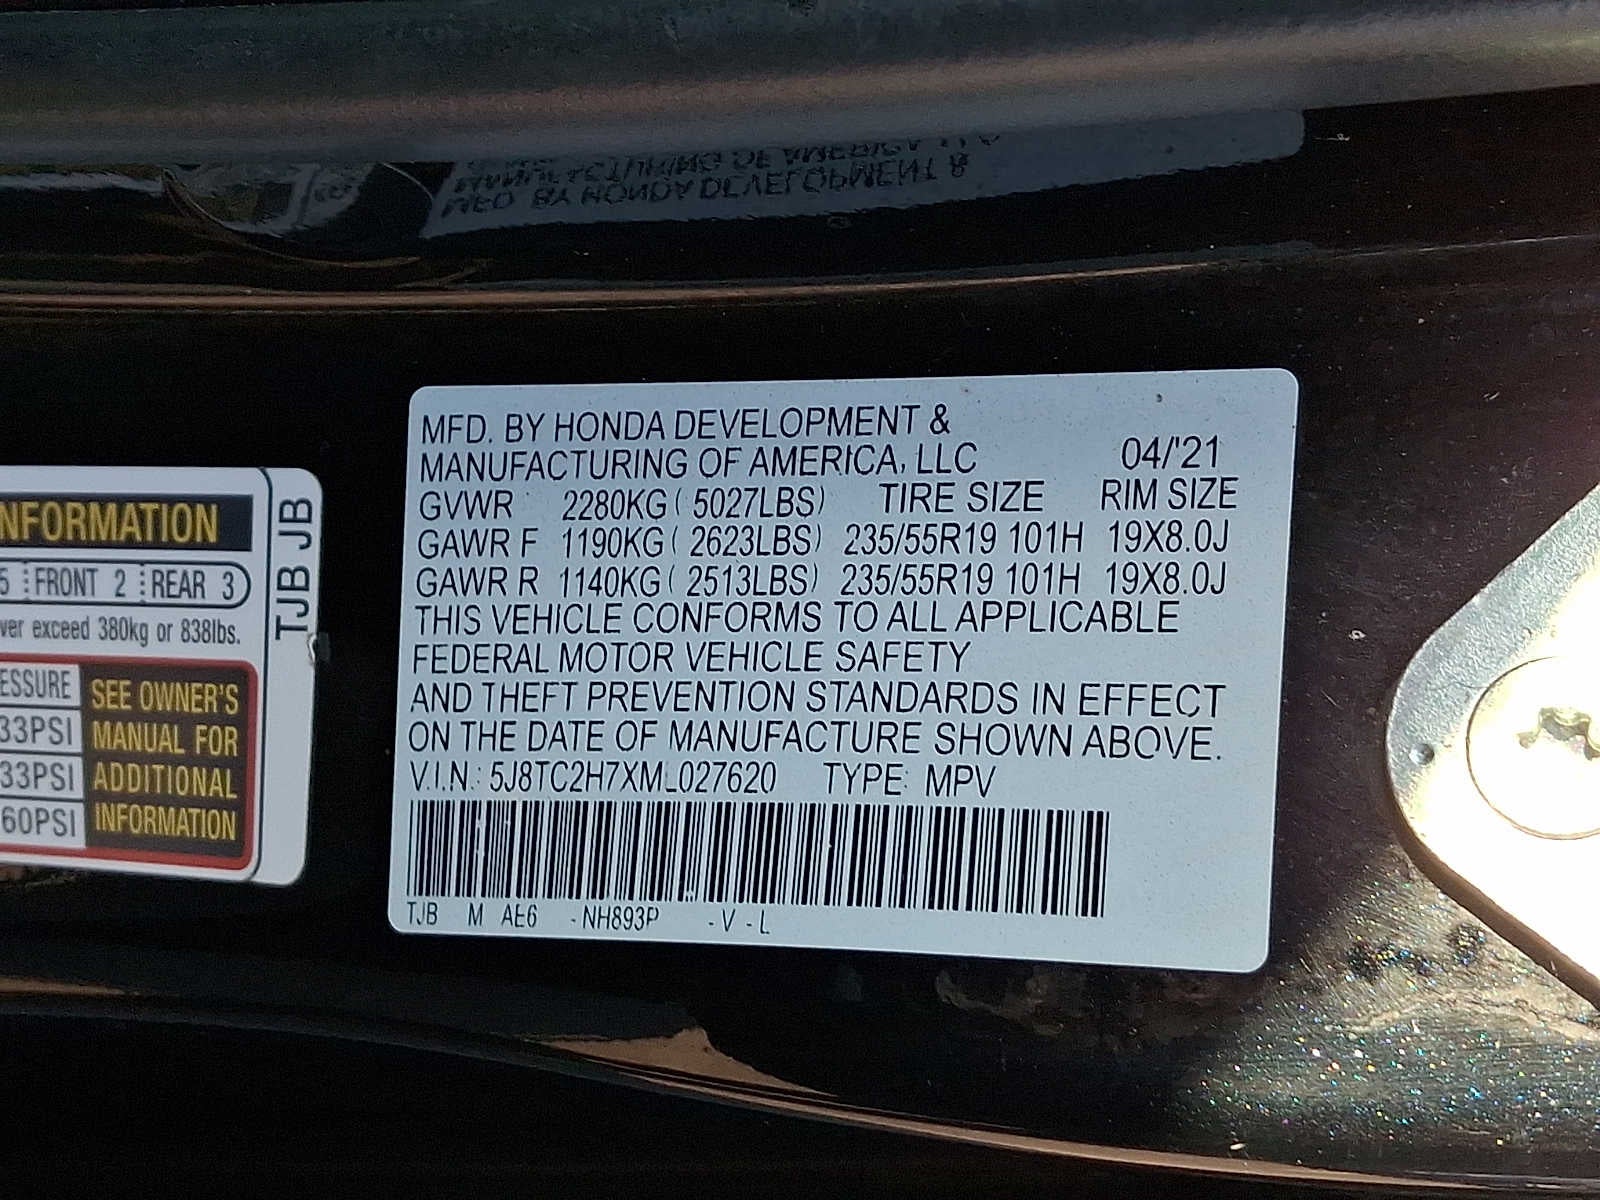 MFD. BY HONDA DEVELOPMENT &
MANUFACTURING OF AMERICA, LLC 04/'21
GVWR 2280KG ( 5027LBS) TIRE SIZE RIM SIZE
GAWR F 1190KG ( 2623LBS) 235/55R19 101H 19X8.0J
GAWR R 1140KG ( 2513LBS) 235/55R19 101H 19X8.0J
THIS VEHICLE CONFORMS TO ALL APPLICABLE
FEDERAL MOTOR VEHICLE SAFETY
AND THEFT PREVENTION STANDARDS IN EFFECT
ON THE DATE OF MANUFACTURE SHOWN ABOVE.
V.I.N.: 5J8TC2H7XML027620 TYPE: MPV
TJB M AE6 -NH893P -V -L
NFORMATION
5 FRONT 2 REAR 3
ver exceed 380kg or 838lbs.
ESSURE
33PSI
33PSI
60PSI
SEE OWNER'S
MANUAL FOR
ADDITIONAL
INFORMATION
TJB JB